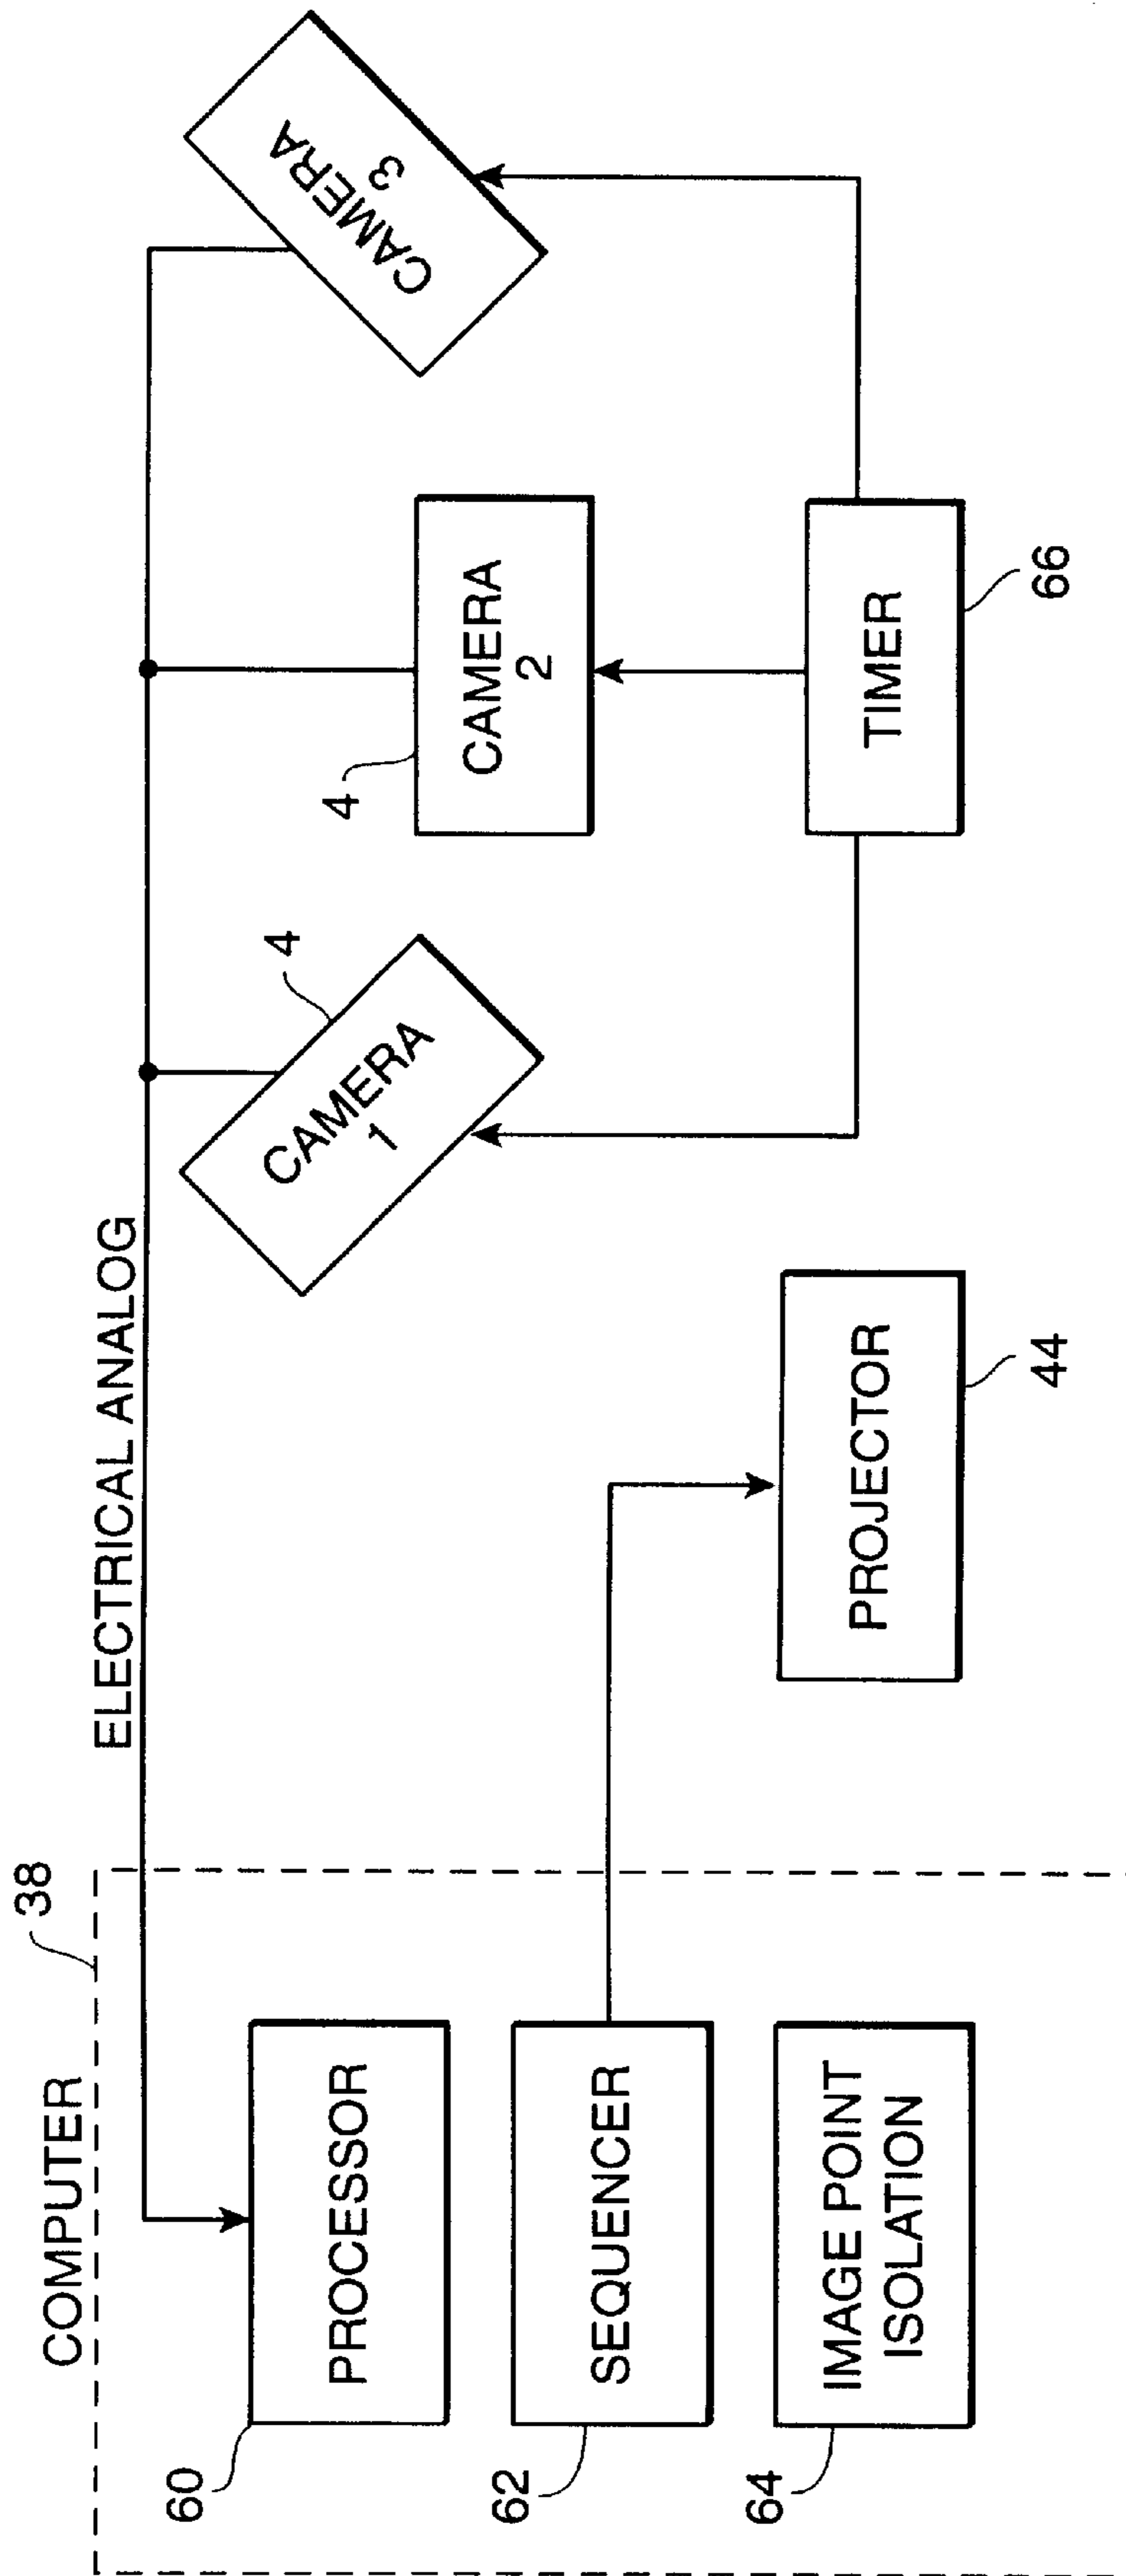 COMPUTER
38
ELECTRICAL ANALOG
60
PROCESSOR
62
SEQUENCER
64
IMAGE POINT
ISOLATION
PROJECTOR
44
4
CAMERA
1
4
CAMERA
2
CAMERA
3
TIMER
66